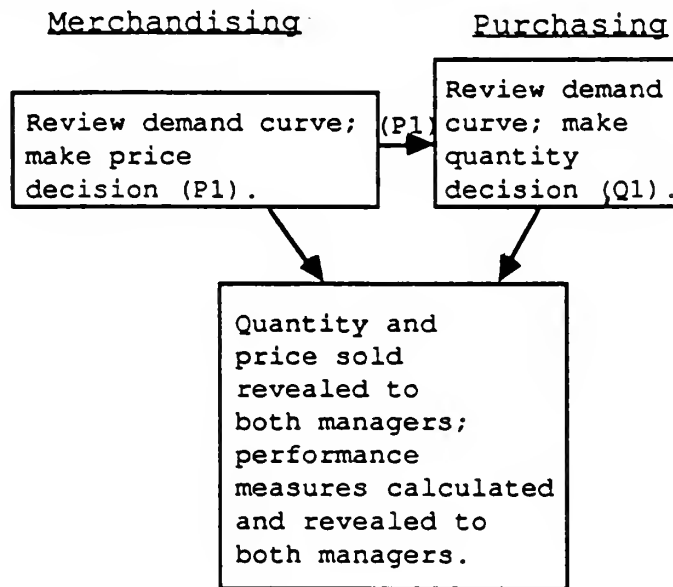 Merchandising
Purchasing
Review demand curve;
make price
decision (P1).
(P1)
Review demand
curve; make
quantity
decision (Q1).
Quantity and
price sold
revealed to
both managers;
performance
measures calculated
and revealed to
both managers.